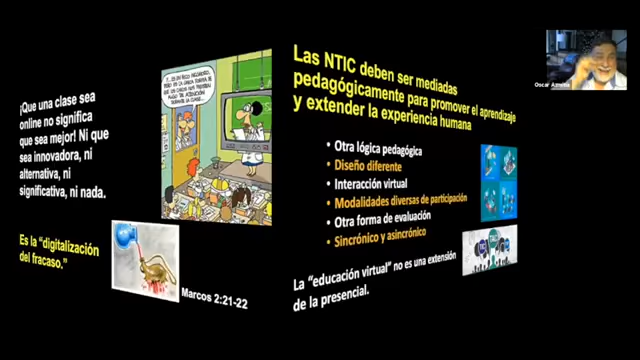 ¡Que una clase sea
online no significa
que sea mejor! Ni que
sea innovadora, ni
alternativa, ni
significativa, ni nada.
Es la “digitalización
del fracaso.”
Marcos 2:21-22
Las NTIC deben ser mediadas
pedagógicamente para promover el aprendizaje
y extender la experiencia humana
• Otra lógica pedagógica
• Diseño diferente
• Interacción virtual
• Modalidades diversas de participación
• Otra forma de evaluación
• Sincrónico y asincrónico
La “educación virtual” no es una extensión
de la presencial.
Oscar